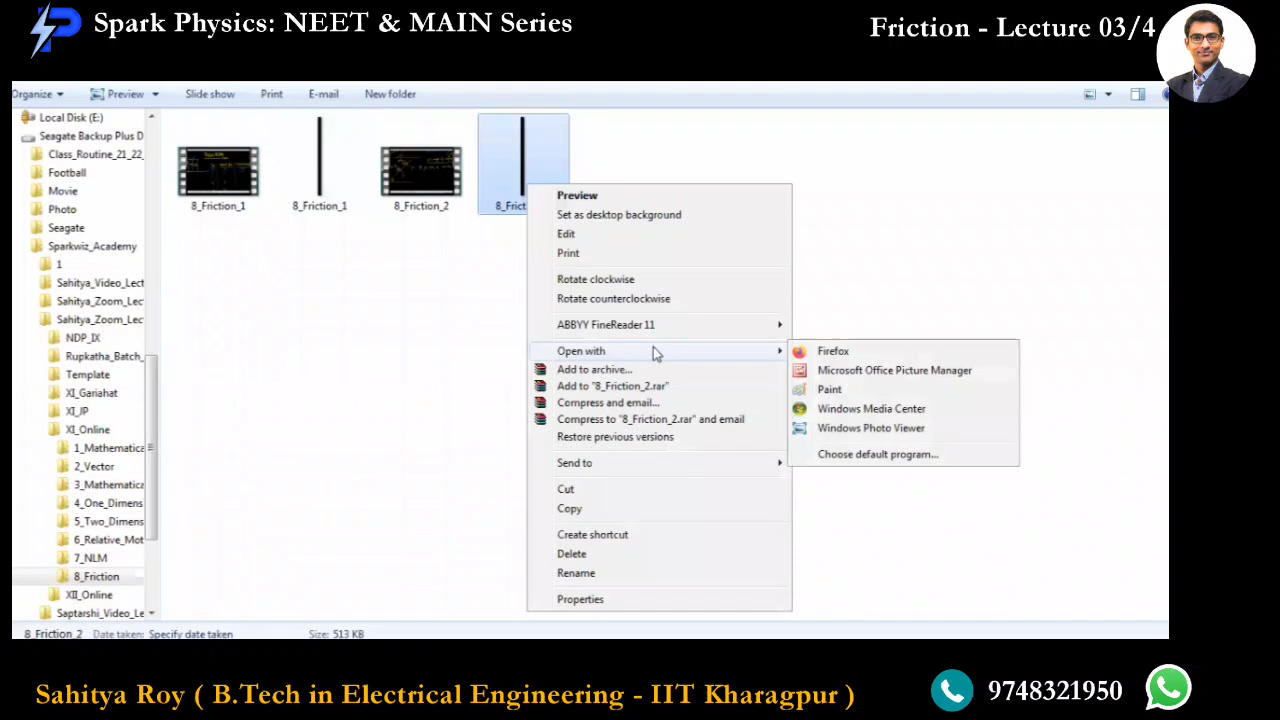 Spark Physics: NEET & MAIN Series
Friction - Lecture 03/4
Organize Preview Slide show Print E-mail New folder
Local Disk (E:)
Seagate Backup Plus D
Class_Routine_21_22_
Football
Movie
Photo
Seagate
Sparkwiz_Academy
1
Sahitya_Video_Lect
Sahitya_Zoom_Lec
Sahitya_Zoom_Lec
NDP_IX
Rupkatha_Batch_
Template
XI_Gariahat
XI_JP
XI_Online
1_Mathematica
2_Vector
3_Mathematica
4_One_Dimens
5_Two_Dimens
6_Relative_Mot
7_NLM
8_Friction
XII_Online
Saptarshi_Video_Le
8_Friction_1 8_Friction_1 8_Friction_2 8_Frict
Preview
Set as desktop background
Edit
Print
Rotate clockwise
Rotate counterclockwise
ABBYY FineReader 11
Open with
Add to archive...
Add to "8_Friction_2.rar"
Compress and email...
Compress to "8_Friction_2.rar" and email
Restore previous versions
Send to
Cut
Copy
Create shortcut
Delete
Rename
Properties
Firefox
Microsoft Office Picture Manager
Paint
Windows Media Center
Windows Photo Viewer
Choose default program...
8_Friction_2 Date taken: Specify date taken Size: 513 KB
Sahitya Roy ( B.Tech in Electrical Engineering - IIT Kharagpur )
9748321950